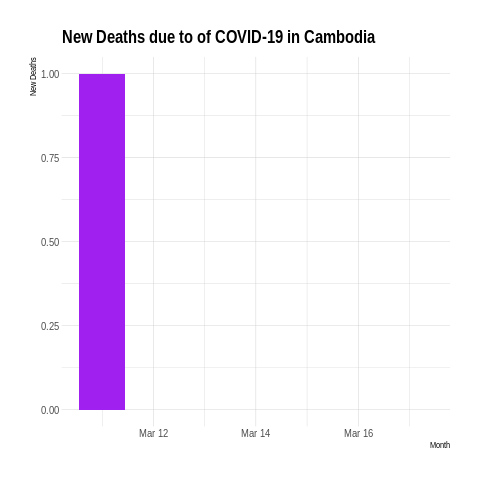 New Deaths due to of COVID-19 in Cambodia
New Deaths
1.00
0.75
0.50
0.25
0.00
Mar 12 Mar 14 Mar 16
Month